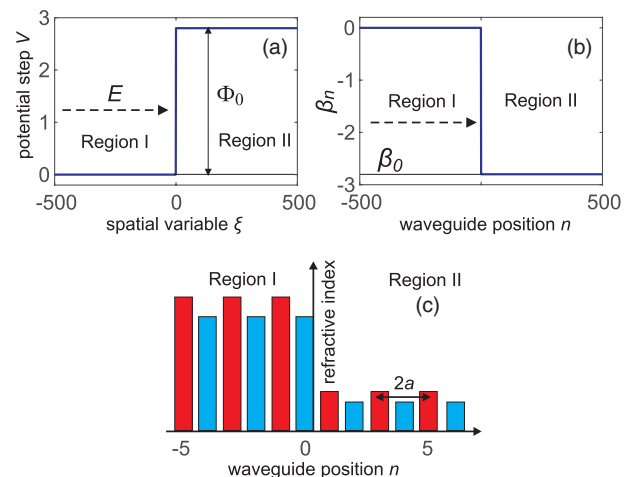 3
2
1
0
potential step V
(a)
E
Φ0
Region I
Region II
-500
0
500
spatial variable ξ
0
-1
-2
-3
βn
(b)
Region I
Region II
β0
-500
0
500
waveguide position n
Region I
Region II
(c)
refractive index
2a
-5
0
5
waveguide position n